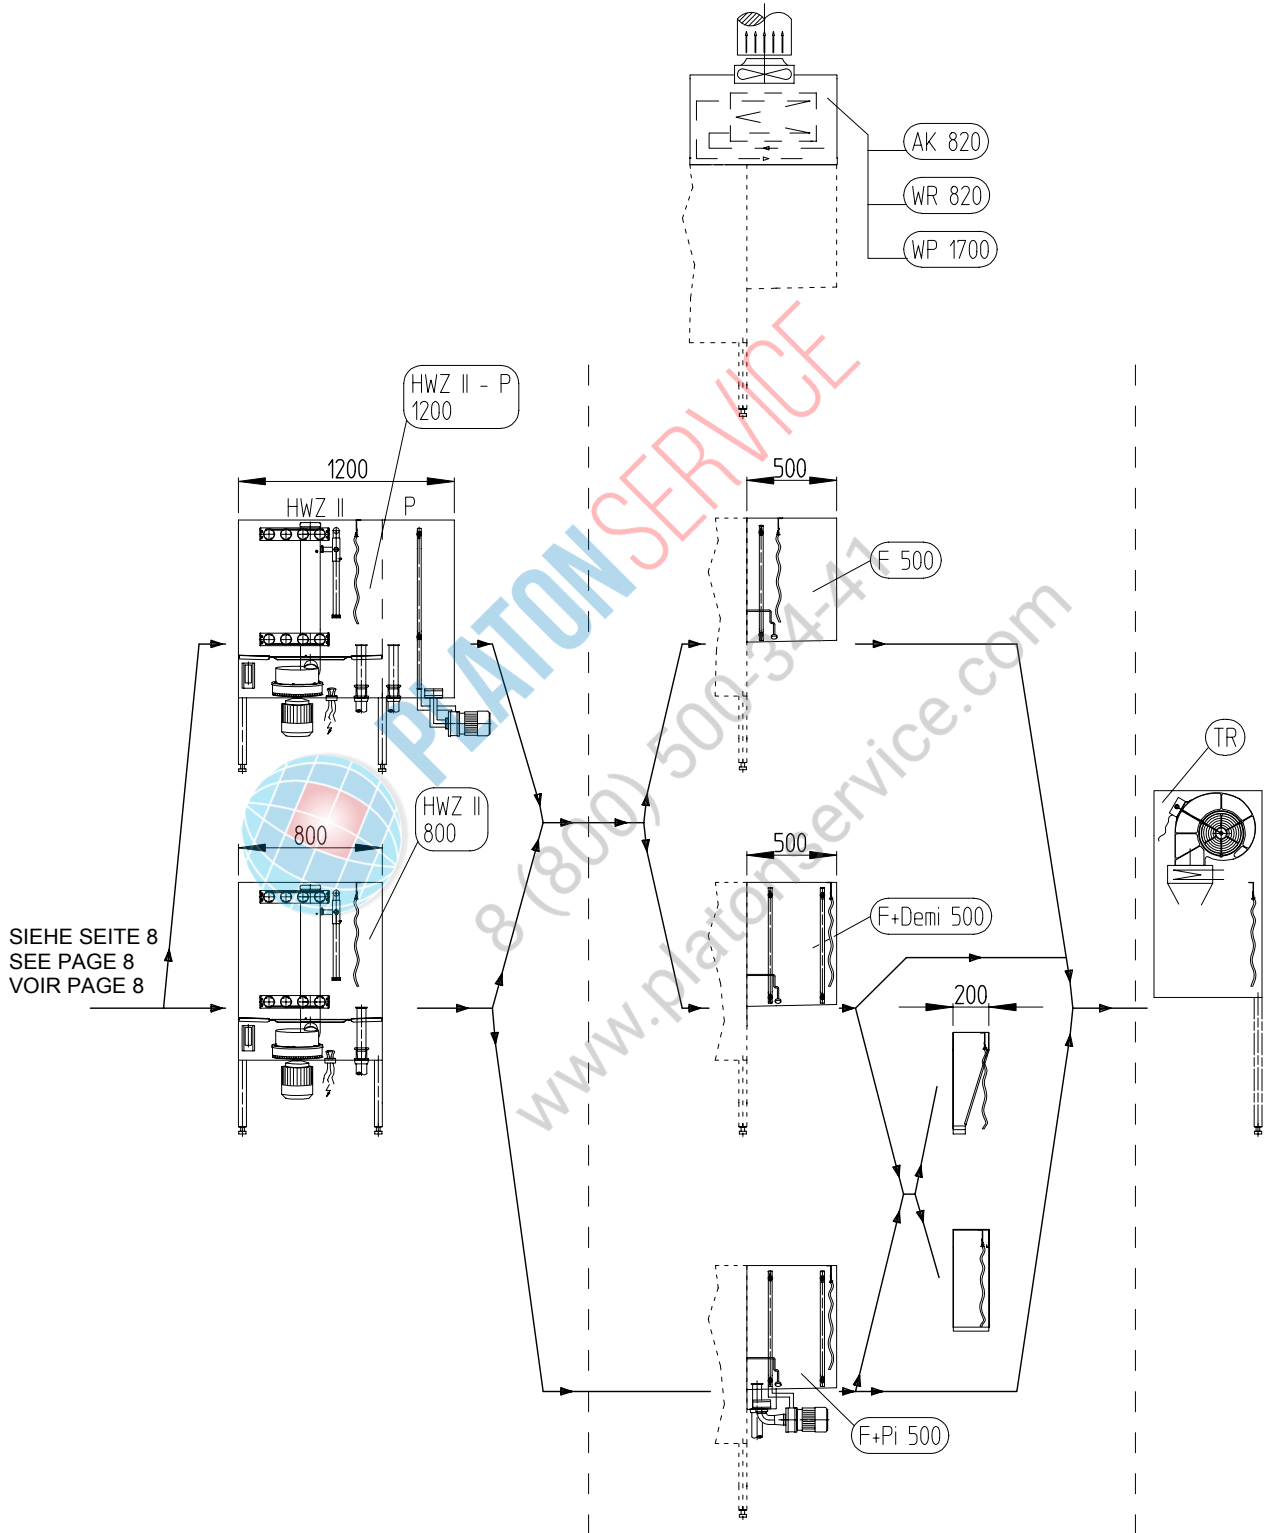 AK 820
WR 820
WP 1700
HWZ II - P
1200
1200
HWZ II
P
500
F 500
PLATONSERVICE
8 (800) 500-34-41
www.platonservice.com
TR
HWZ II
800
800
500
F+Demi 500
SIEHE SEITE 8
SEE PAGE 8
VOIR PAGE 8
200
F+Pi 500